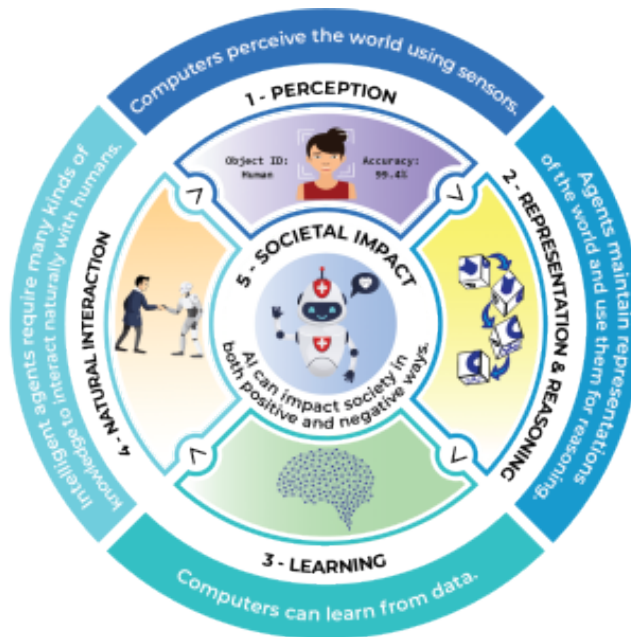 Computers perceive the world using sensors.
1 - PERCEPTION
Object ID:
Human
Accuracy:
99.4%
2 - REPRESENTATION & REASONING
Agents maintain representations
of the world and use them for reasoning.
3 - LEARNING
Computers can learn from data.
4 - NATURAL INTERACTION
Intelligent agents require many kinds of
knowledge to interact naturally with humans.
5 - SOCIETAL IMPACT
AI can impact society in
both positive and negative ways.